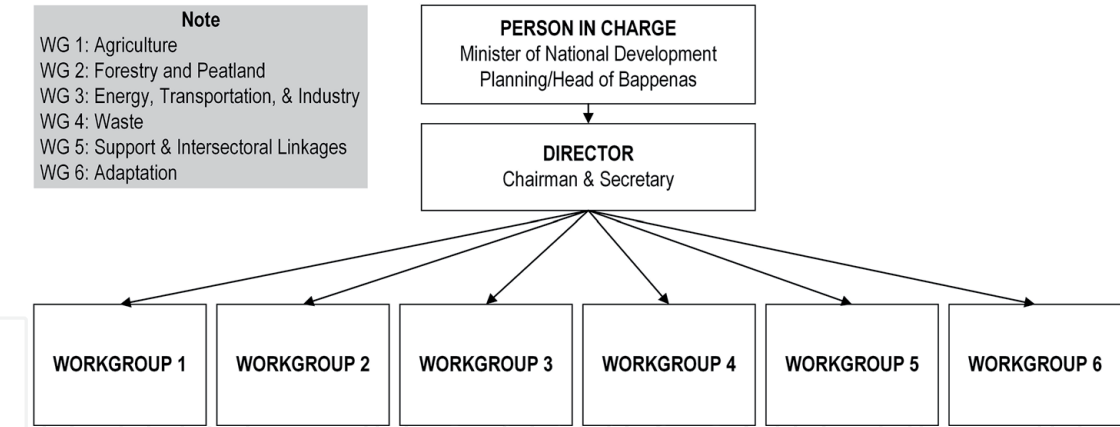 Note
WG 1: Agriculture
WG 2: Forestry and Peatland
WG 3: Energy, Transportation, & Industry
WG 4: Waste
WG 5: Support & Intersectoral Linkages
WG 6: Adaptation
PERSON IN CHARGE
Minister of National Development
Planning/Head of Bappenas
DIRECTOR
Chairman & Secretary
WORKGROUP 1
WORKGROUP 2
WORKGROUP 3
WORKGROUP 4
WORKGROUP 5
WORKGROUP 6